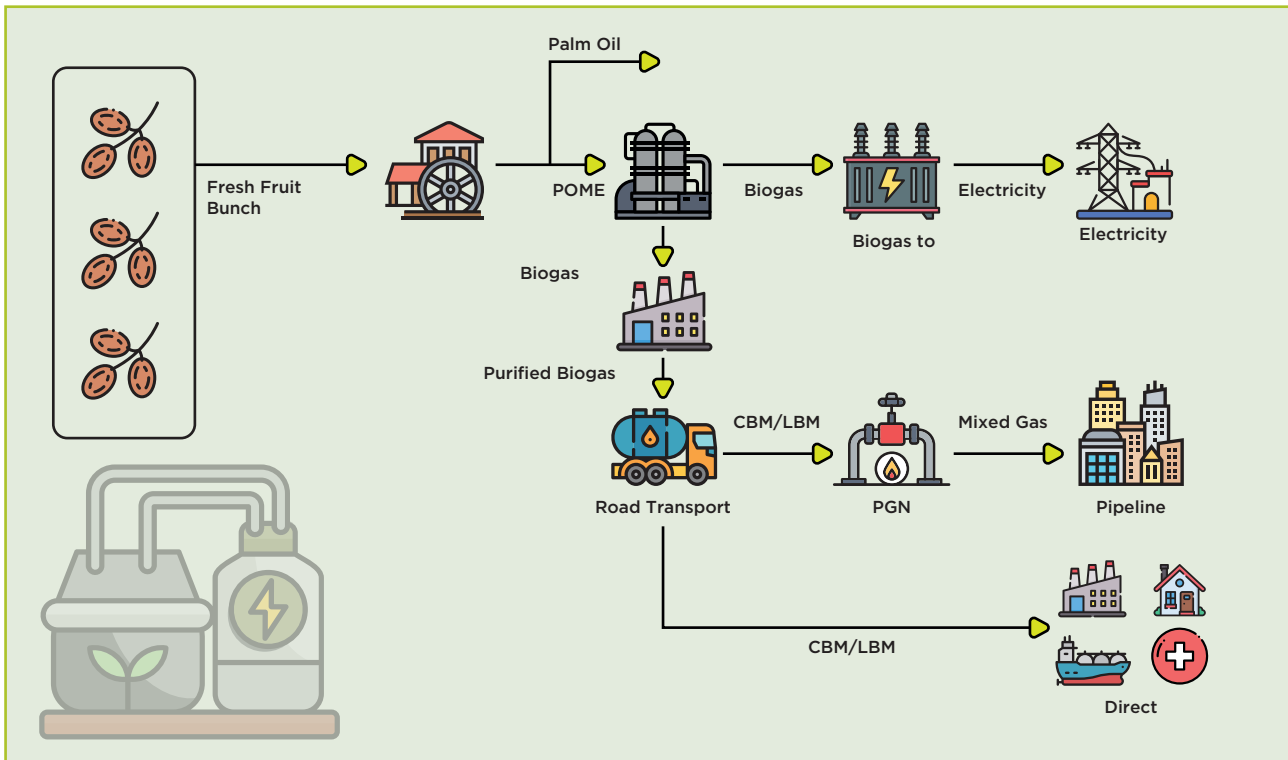 Palm Oil
Fresh Fruit
Bunch
POME
Biogas
Electricity
Biogas to
Electricity
Biogas
Purified Biogas
CBM/LBM
Mixed Gas
Road Transport
PGN
Pipeline
CBM/LBM
Direct